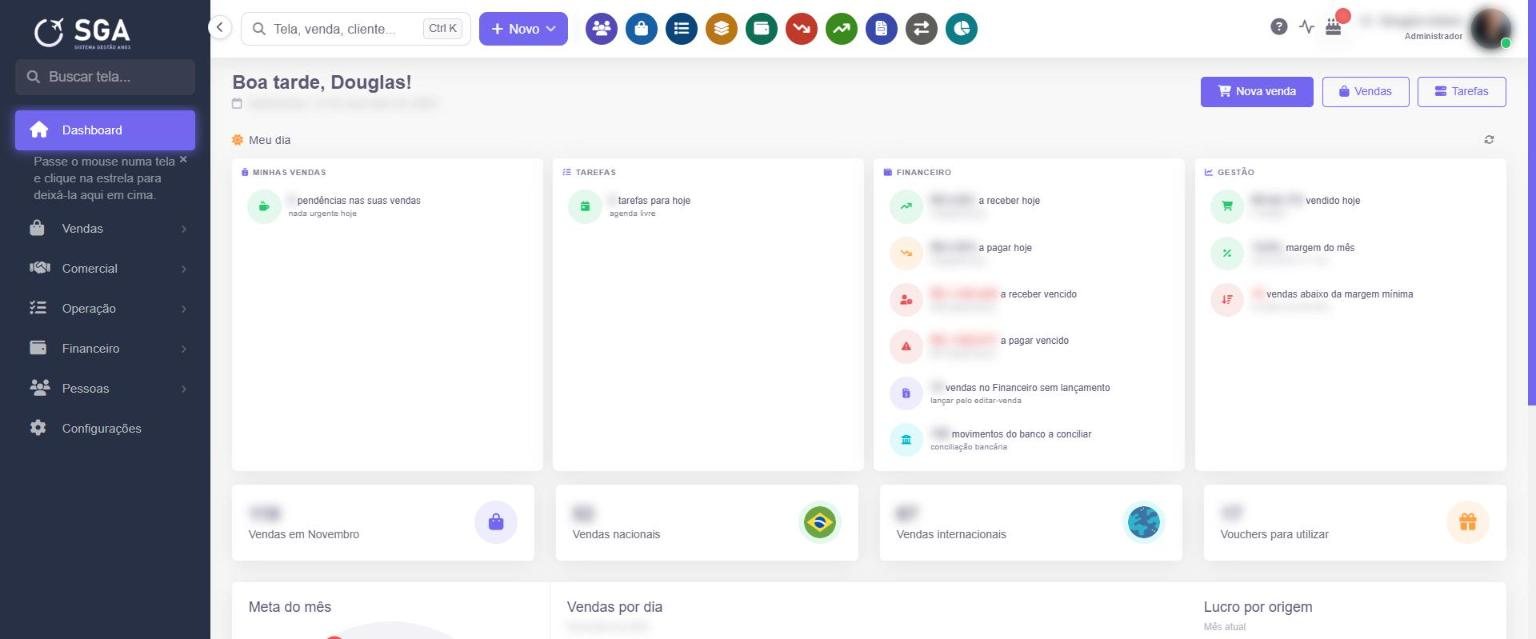 SGA
SISTEMA GESTÃO AMES
Buscar tela...
Dashboard
Passe o mouse numa tela ×
e clique na estrela para
deixá-la aqui em cima.
Vendas
Comercial
Operação
Financeiro
Pessoas
Configurações
Tela, venda, cliente... Ctrl K
+ Novo
Administrador
Boa tarde, Douglas!
Nova venda
Vendas
Tarefas
Meu dia
MINHAS VENDAS
pendências nas suas vendas
nada urgente hoje
TAREFAS
tarefas para hoje
agenda livre
FINANCEIRO
a receber hoje
a pagar hoje
a receber vencido
a pagar vencido
vendas no Financeiro sem lançamento
lançar pelo editar-venda
movimentos do banco a conciliar
conciliação bancária
GESTÃO
vendido hoje
margem do mês
vendas abaixo da margem mínima
Vendas em Novembro
Vendas nacionais
Vendas internacionais
Vouchers para utilizar
Meta do mês
Vendas por dia
Lucro por origem
Mês atual